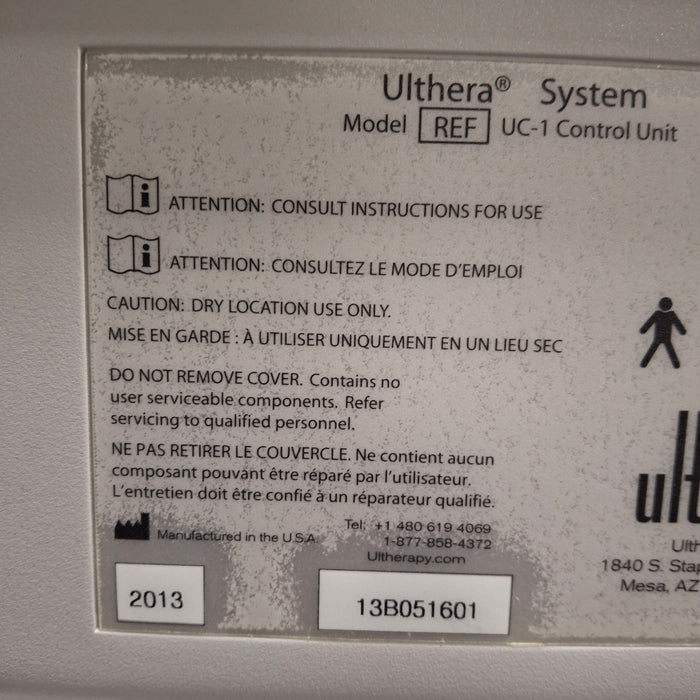 Ulthera® System
Model REF UC-1 Control Unit
i ATTENTION: CONSULT INSTRUCTIONS FOR USE
i ATTENTION: CONSULTEZ LE MODE D'EMPLOI
CAUTION: DRY LOCATION USE ONLY.
MISE EN GARDE : À UTILISER UNIQUEMENT EN UN LIEU SEC
DO NOT REMOVE COVER. Contains no
user serviceable components. Refer
servicing to qualified personnel.
NE PAS RETIRER LE COUVERCLE. Ne contient aucun
composant pouvant être réparé par l'utilisateur.
L'entretien doit être confié à un réparateur qualifié.
Manufactured in the U.S.A.
Tel: +1 480 619 4069
1-877-858-4372
Ultherapy.com
2013
13B051601
ult
Ulth
1840 S. Stap
Mesa, AZ